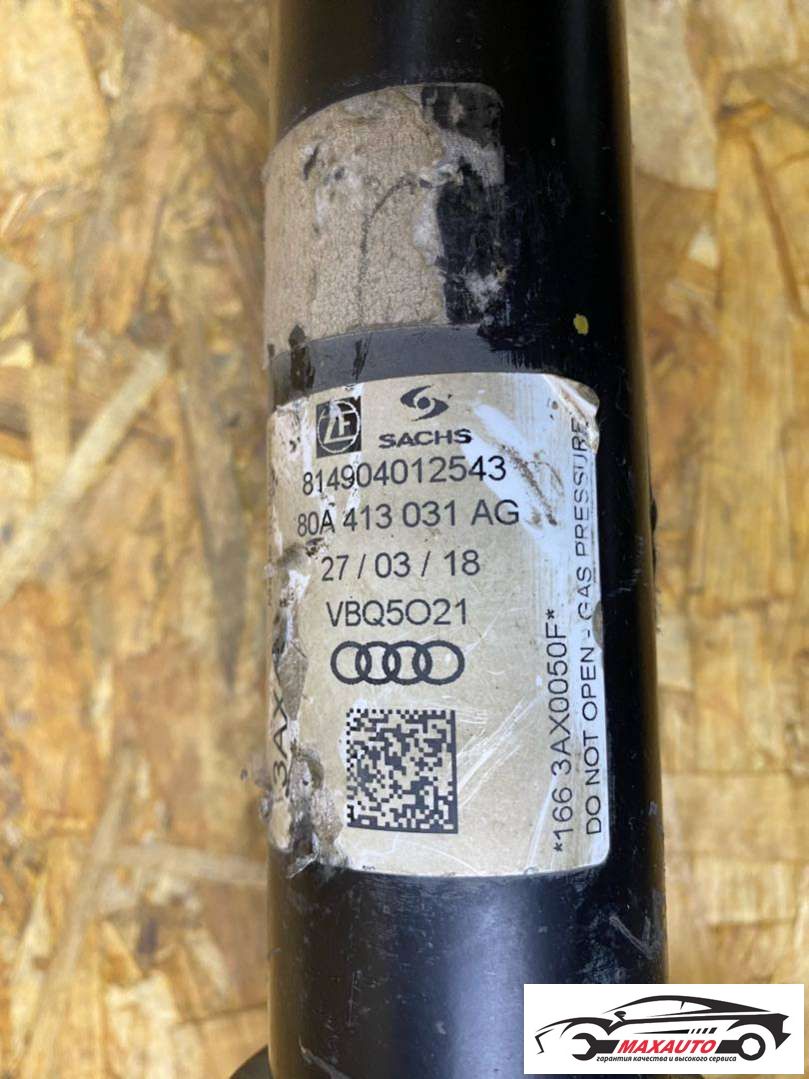 ZF
SACHS
814904012543
80A 413 031 AG
27 / 03 / 18
VBQ5O21
*166 3AX0050F*
DO NOT OPEN - GAS PRESSURE
3AX
MAXAUTO
гарантия качества и высокого сервиса